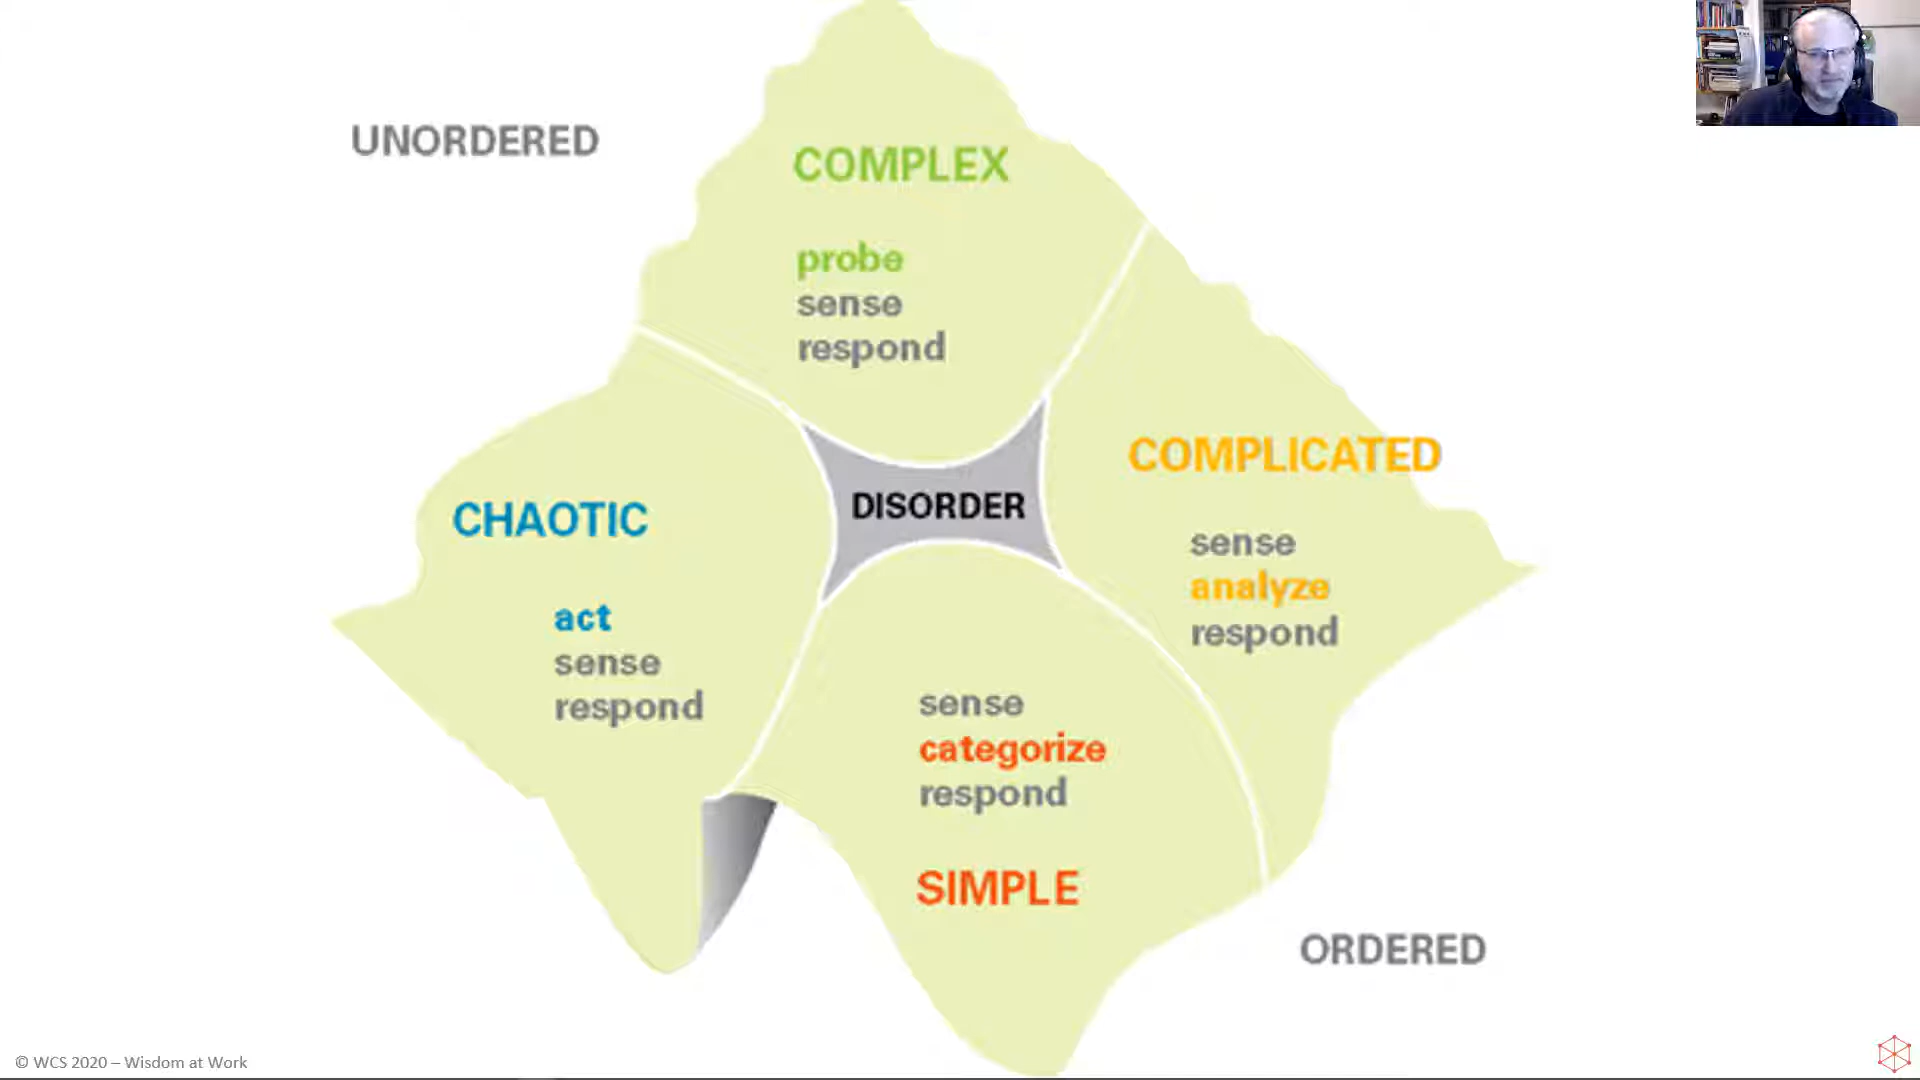 UNORDERED
COMPLEX
probe
sense
respond
COMPLICATED
sense
analyze
respond
DISORDER
CHAOTIC
act
sense
respond
sense
categorize
respond
SIMPLE
ORDERED
© WCS 2020 – Wisdom at Work